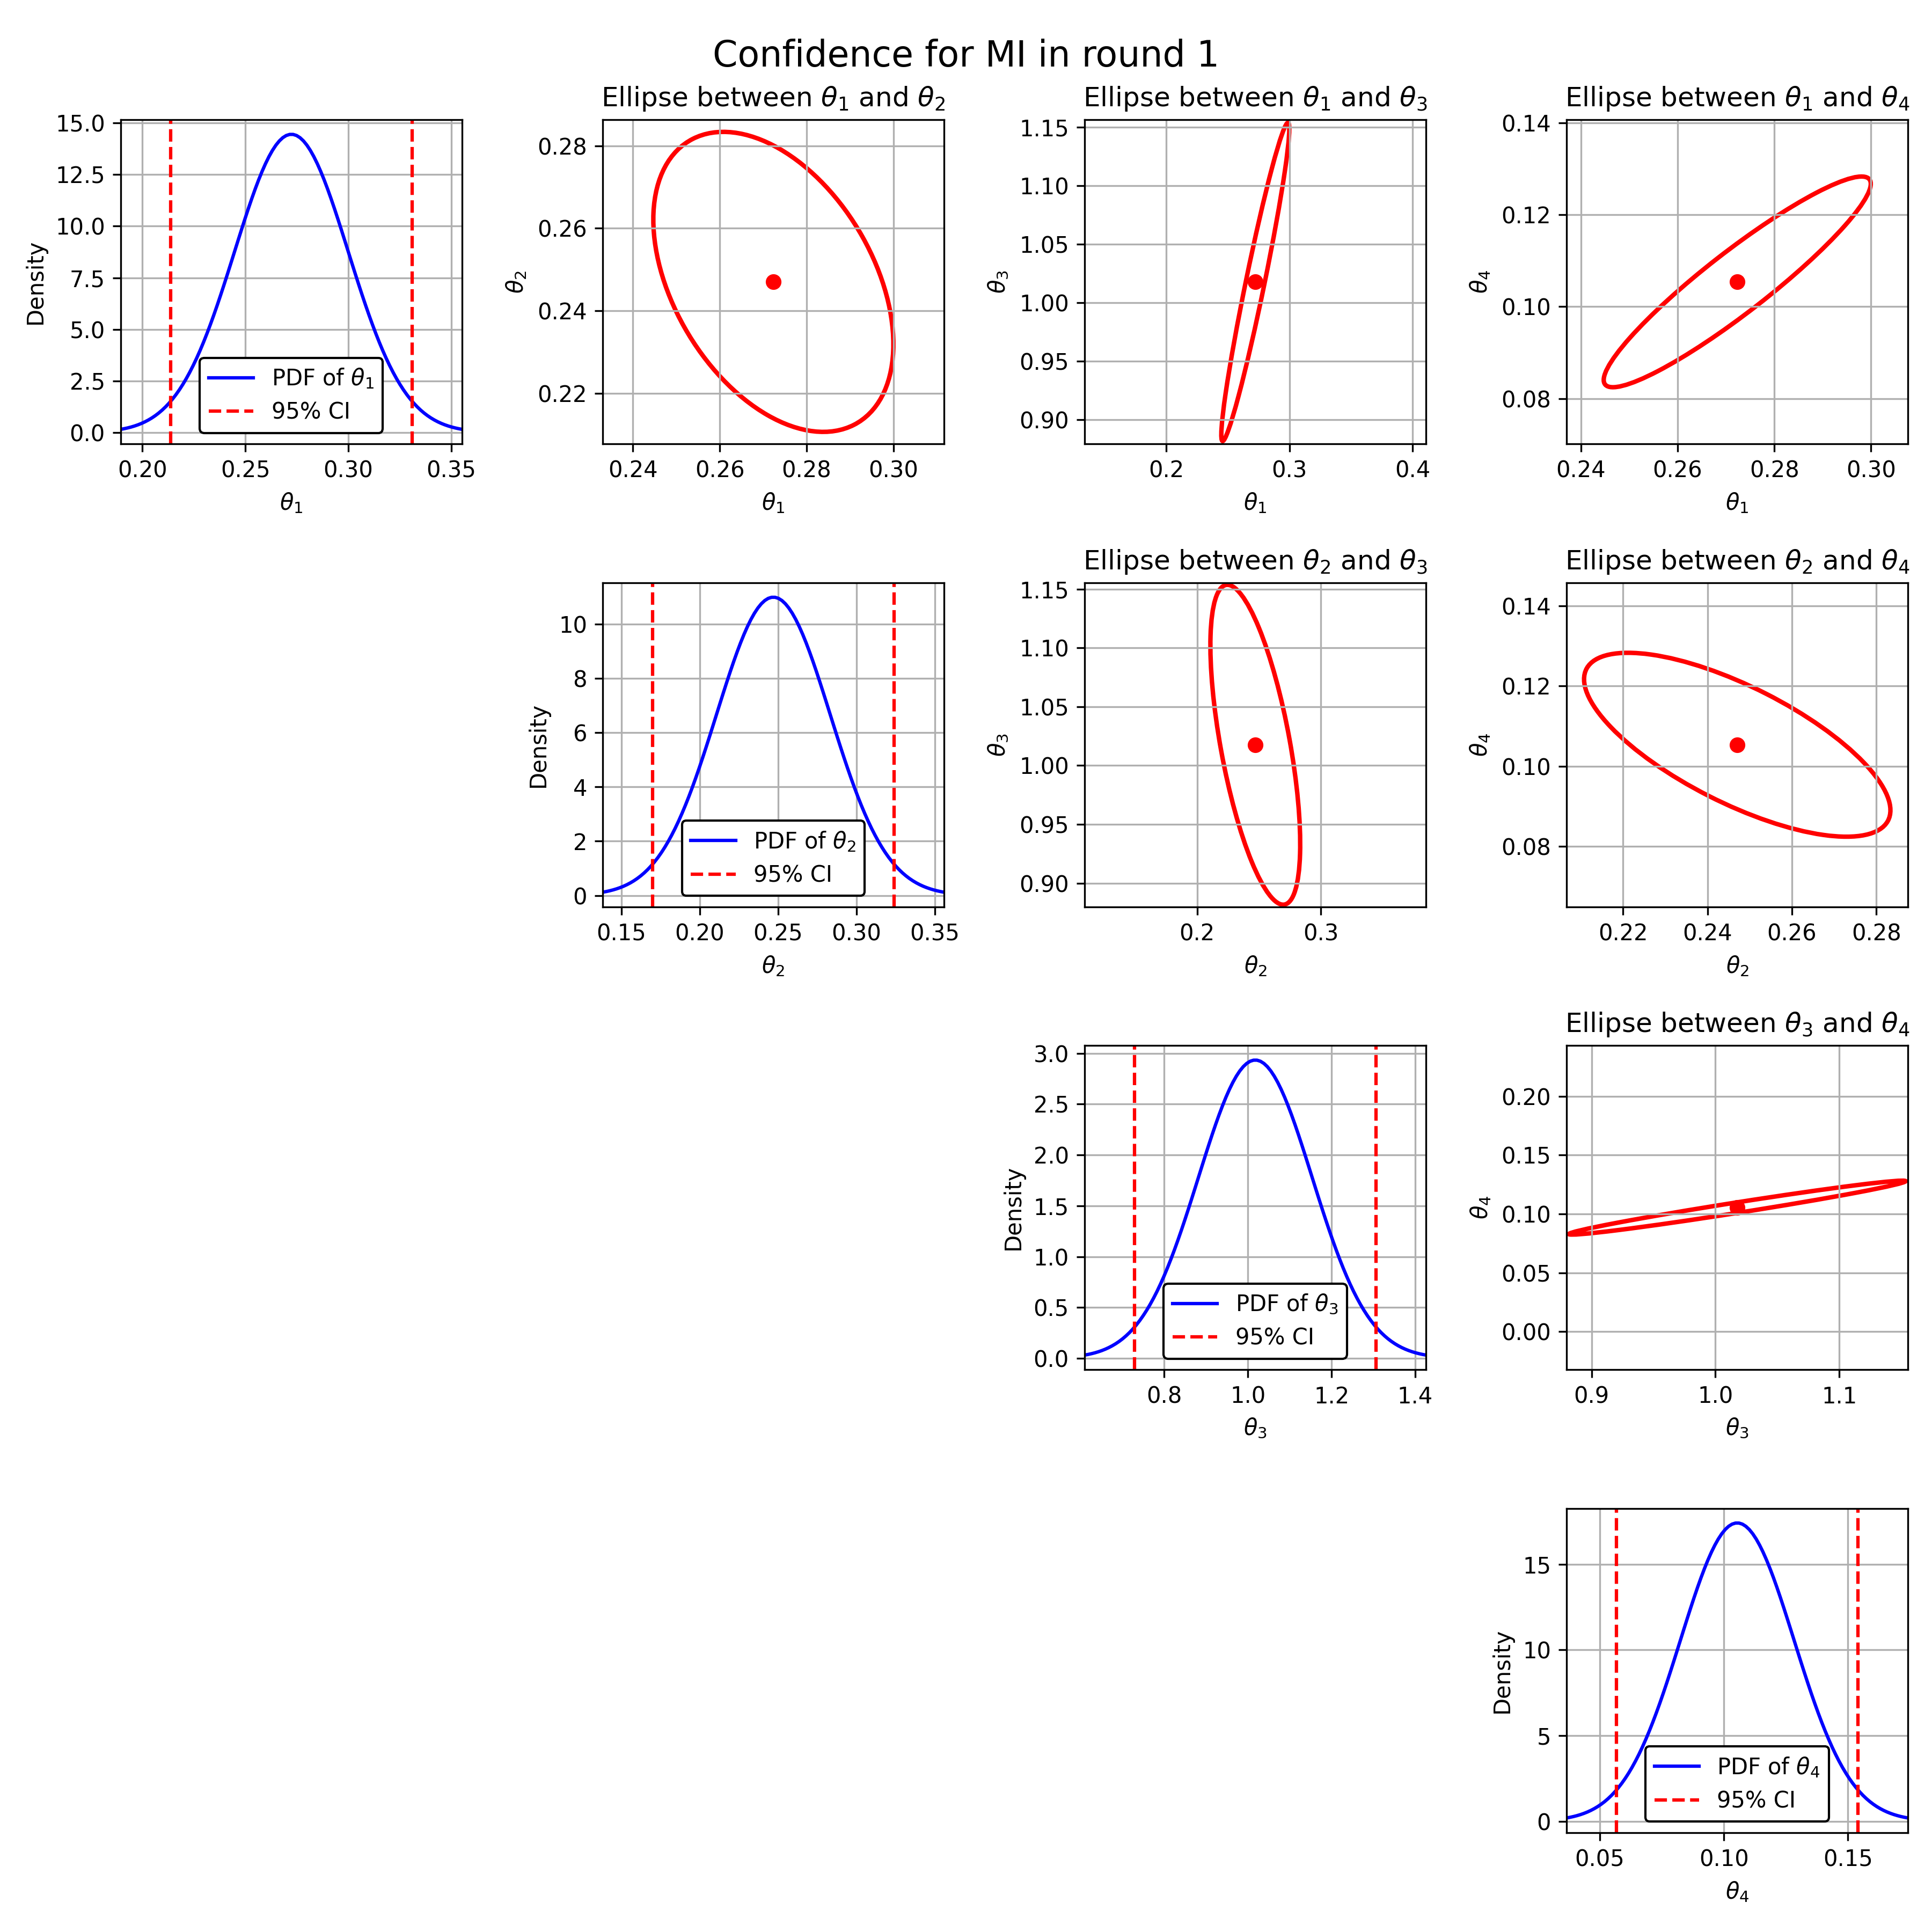 Confidence for MI in round 1
Ellipse between θ1 and θ2
Ellipse between θ1 and θ3
Ellipse between θ1 and θ4
15.0
12.5
10.0
7.5
5.0
2.5
0.0
Density
PDF of θ1
95% CI
0.20 0.25 0.30 0.35
θ1
0.28
0.26
0.24
0.22
θ2
0.24 0.26 0.28 0.30
θ1
1.15
1.10
1.05
1.00
0.95
0.90
θ3
0.2 0.3 0.4
θ1
0.14
0.12
0.10
0.08
θ4
0.24 0.26 0.28 0.30
θ1
Ellipse between θ2 and θ3
Ellipse between θ2 and θ4
10
8
6
4
2
0
Density
PDF of θ2
95% CI
0.15 0.20 0.25 0.30 0.35
θ2
1.15
1.10
1.05
1.00
0.95
0.90
θ3
0.2 0.3
θ2
0.14
0.12
0.10
0.08
θ4
0.22 0.24 0.26 0.28
θ2
Ellipse between θ3 and θ4
3.0
2.5
2.0
1.5
1.0
0.5
0.0
Density
PDF of θ3
95% CI
0.8 1.0 1.2 1.4
θ3
0.20
0.15
0.10
0.05
0.00
θ4
0.9 1.0 1.1
θ3
15
10
5
0
Density
PDF of θ4
95% CI
0.05 0.10 0.15
θ4